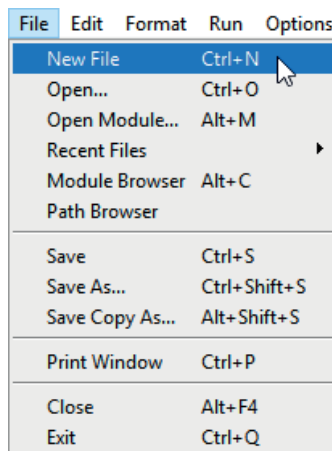 File Edit Format Run Options
New File Ctrl+N
Open... Ctrl+O
Open Module... Alt+M
Recent Files
Module Browser Alt+C
Path Browser
Save Ctrl+S
Save As... Ctrl+Shift+S
Save Copy As... Alt+Shift+S
Print Window Ctrl+P
Close Alt+F4
Exit Ctrl+Q